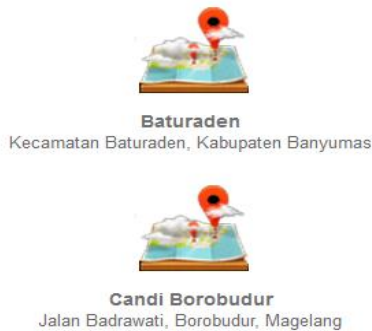 Baturaden
Kecamatan Baturaden, Kabupaten Banyumas
Candi Borobudur
Jalan Badrawati, Borobudur, Magelang